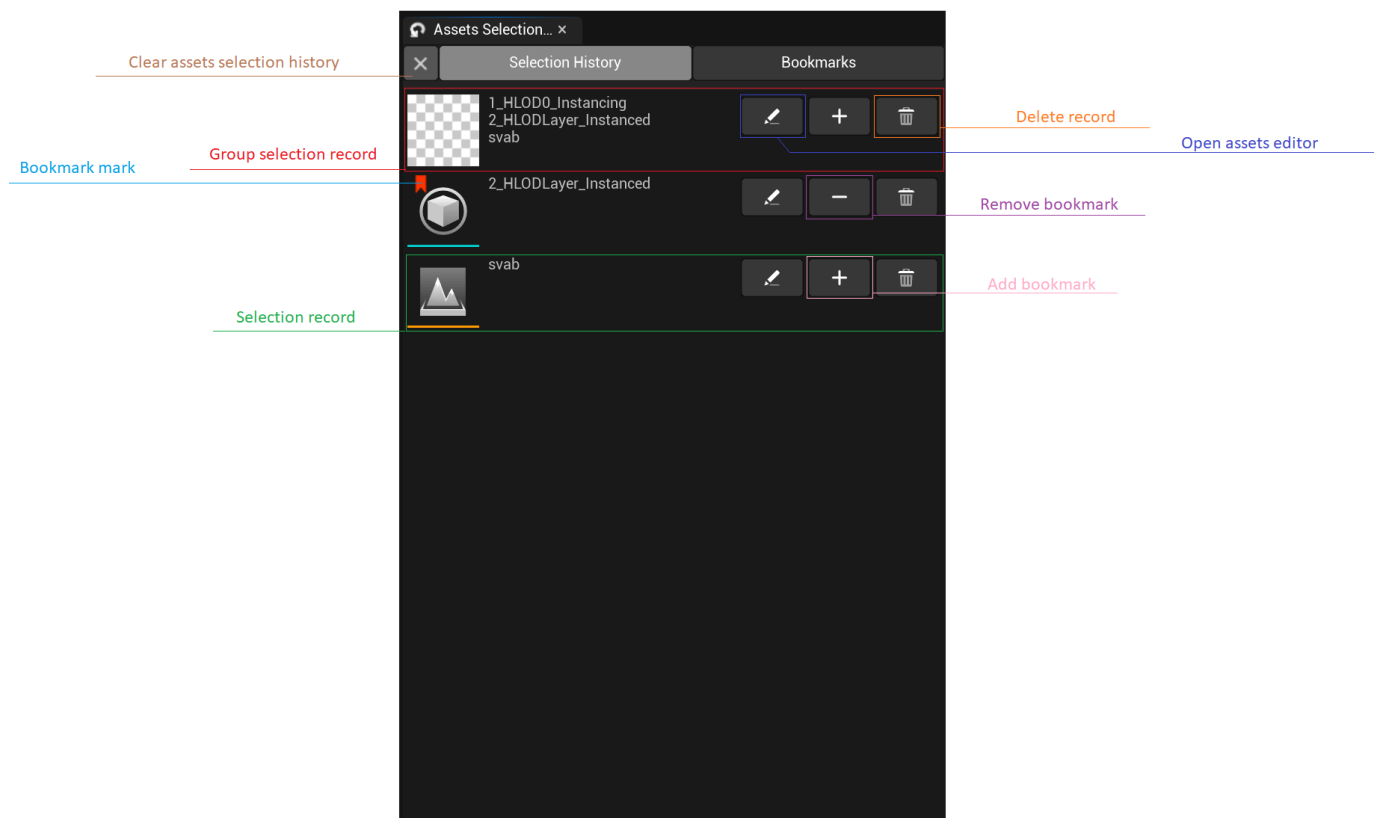 Assets Selection...
Clear assets selection history
Selection History
Bookmarks
1_HLOD0_Instancing
2_HLODLayer_Instanced
svab
Delete record
Open assets editor
Group selection record
Bookmark mark
2_HLODLayer_Instanced
Remove bookmark
svab
Add bookmark
Selection record